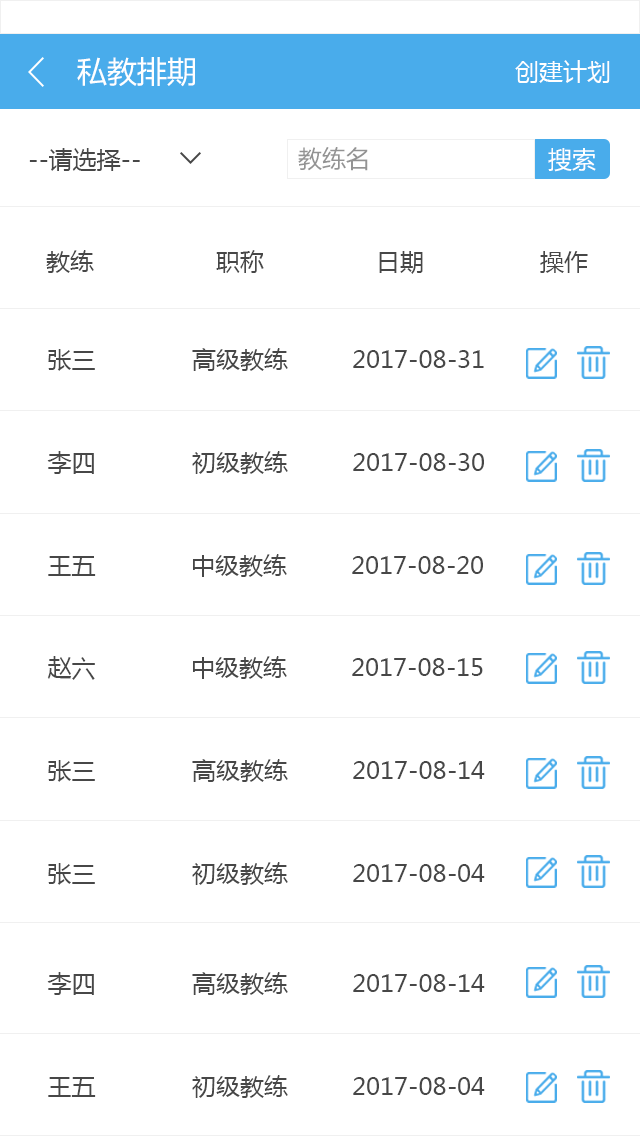 私教排期 创建计划
--请选择-- 教练名 搜索
教练 职称 日期 操作
张三 高级教练 2017-08-31
李四 初级教练 2017-08-30
王五 中级教练 2017-08-20
赵六 中级教练 2017-08-15
张三 高级教练 2017-08-14
张三 初级教练 2017-08-04
李四 高级教练 2017-08-14
王五 初级教练 2017-08-04